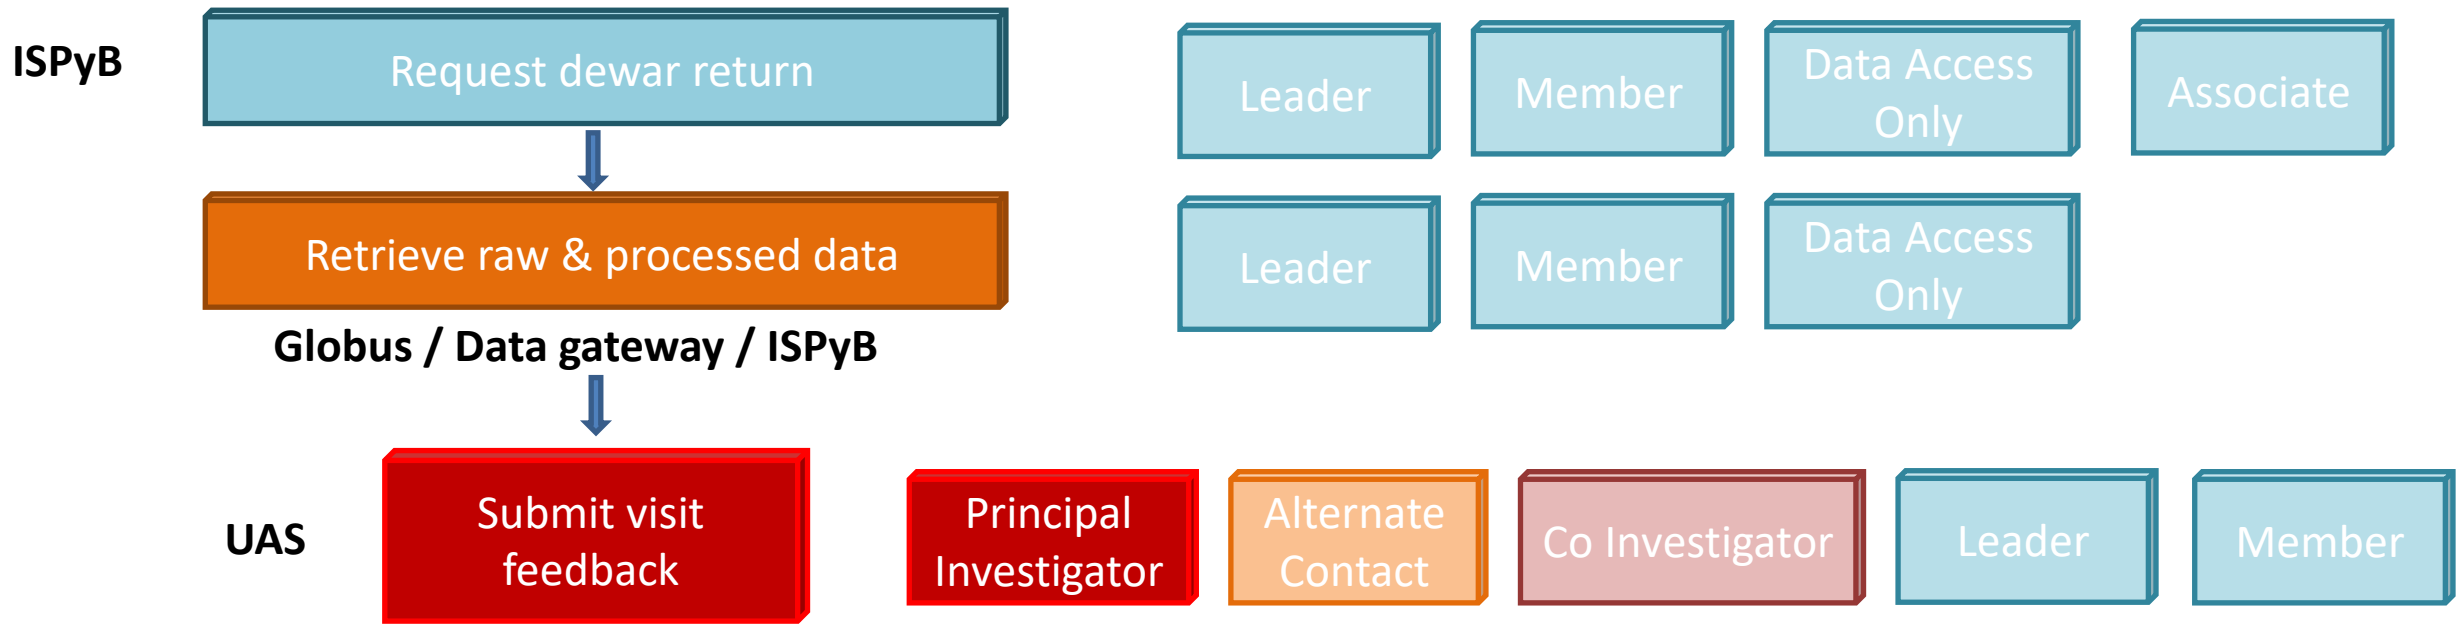 ISPyB
Request dewar return
Leader
Member
Data Access
Only
Associate
Retrieve raw & processed data
Leader
Member
Data Access
Only
Globus / Data gateway / ISPyB
UAS
Submit visit
feedback
Principal
Investigator
Alternate
Contact
Co Investigator
Leader
Member